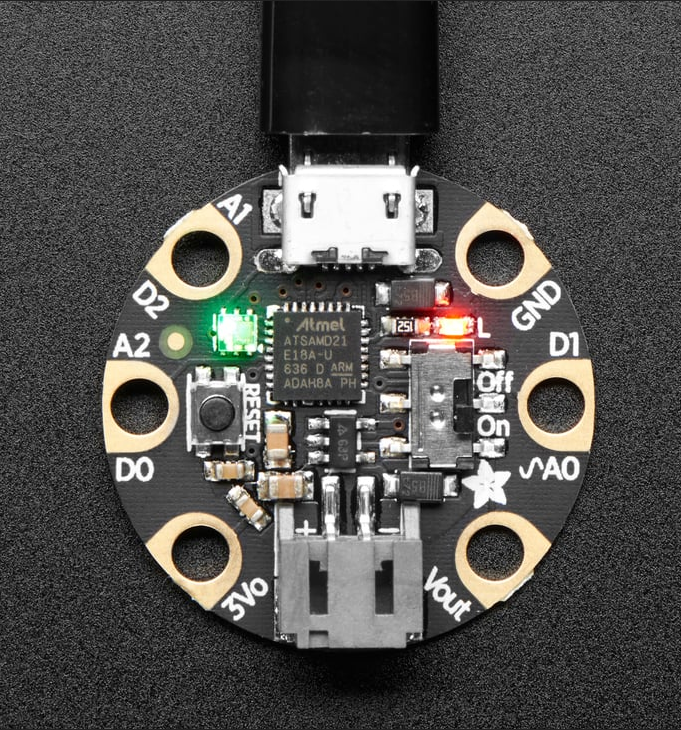 A1
D2
GND
A2
D1
Atmel
ATSAMD21
E18A-U
636 D ARM
ADAH8A PH
152
L
Off
On
RESET
D0
A0
+
-
3Vo
Vout